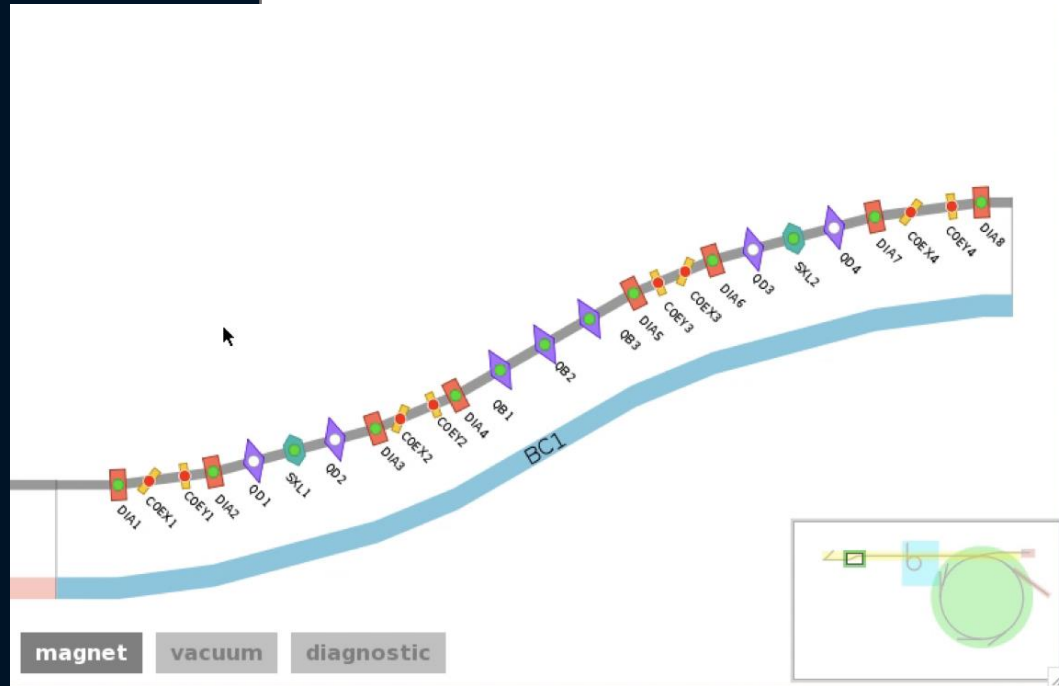 DIA1
COEX1
COEY1
DIA2
QD1
SXL1
QD2
DIA3
COEX2
COEY2
DIA4
QB1
QB2
QB3
DIA5
COEY3
COEX3
DIA6
QD3
SXL2
QD4
DIA7
COEX4
COEY4
DIA8
BC1
magnet
vacuum
diagnostic